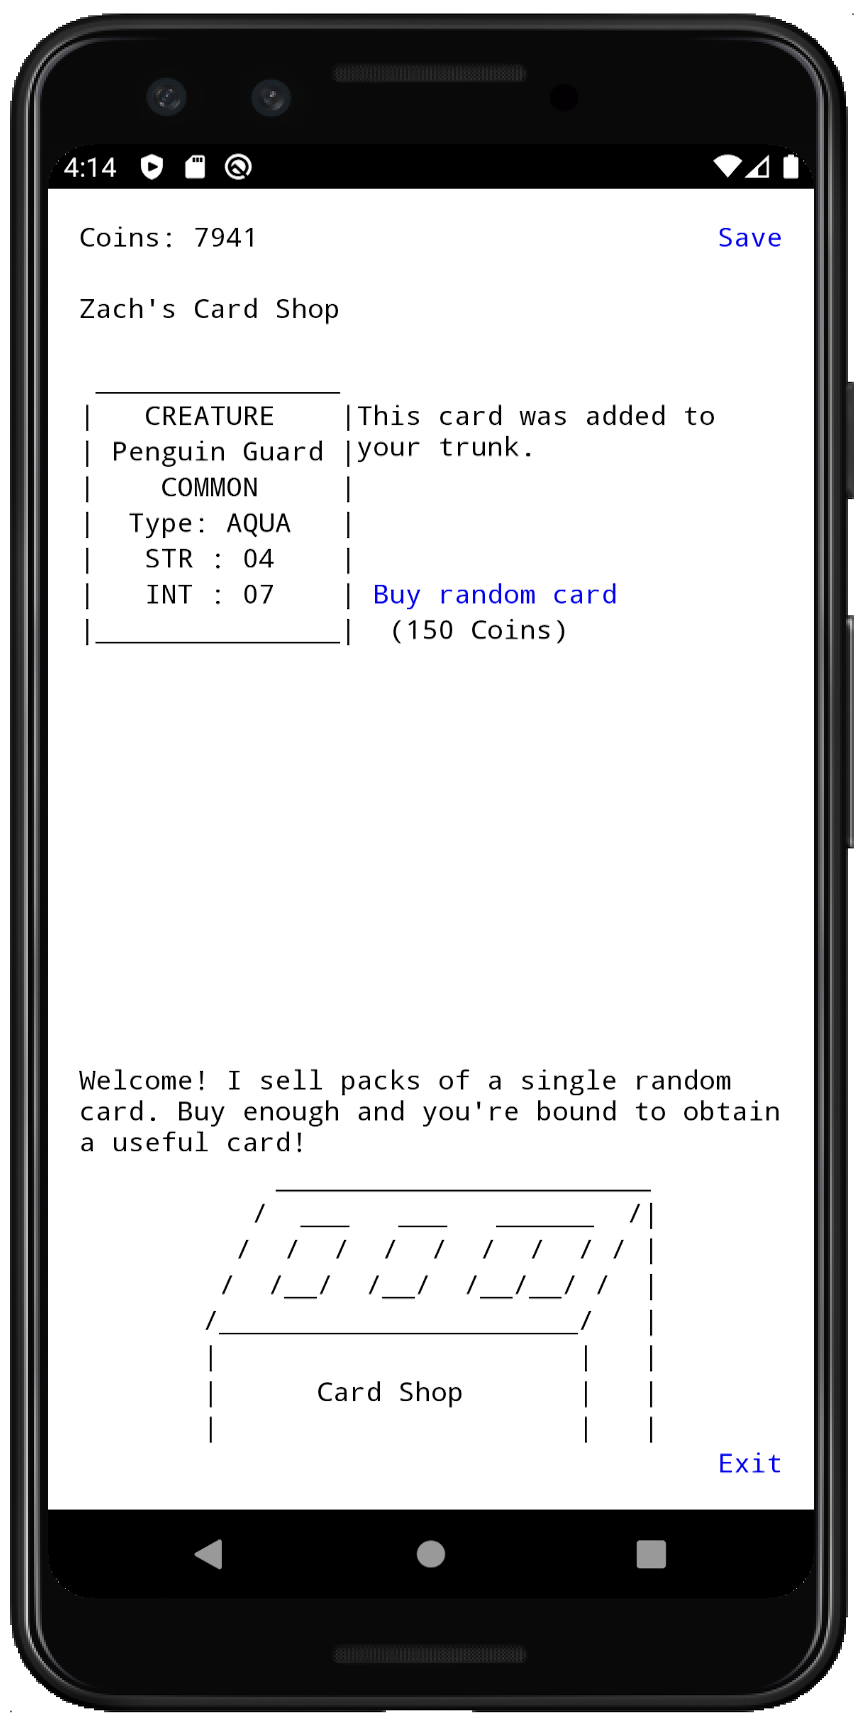 4:14
Coins: 7941 Save
Zach's Card Shop
CREATURE
Penguin Guard
COMMON
Type: AQUA
STR : 04
INT : 07
This card was added to
your trunk.
Buy random card
(150 Coins)
Welcome! I sell packs of a single random
card. Buy enough and you're bound to obtain
a useful card!
Card Shop
Exit